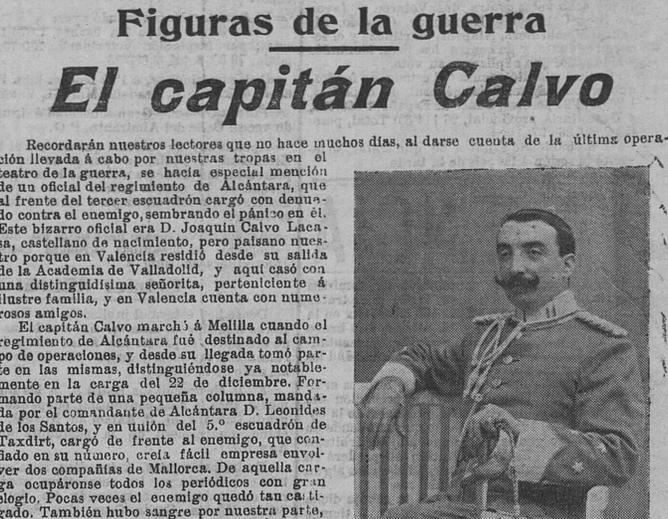 Figuras de la guerra
El capitán Calvo
Recordarán nuestros lectores que no hace muchos días, al darse cuenta de la última opera-
ción llevada á cabo por nuestras tropas en el
teatro de la guerra, se hacía especial mención
de un oficial del regimiento de Alcántara, que
al frente del tercer escuadrón cargó con denue-
do contra el enemigo, sembrando el pánico en él.
Este bizarro oficial era D. Joaquín Calvo Laca-
sa, castellano de nacimiento, pero paisano nues-
tro porque en Valencia residió desde su salida
de la Academia de Valladolid, y aquí casó con
una distinguidísima señorita, perteniciente á
ilustre familia, y en Valencia cuenta con nume-
rosos amigos.
El capitán Calvo marchó á Melilla cuando el
regimiento de Alcántara fué destinado al cam-
po de operaciones, y desde su llegada tomó par-
te en las mismas, distinguiéndose ya notable-
mente en la carga del 22 de diciembre. For-
mando parte de una pequeña columna, manda-
da por el comandante de Alcántara D. Leonides
de los Santos, y en unión del 5.º escuadrón de
Taxdirt, cargó de frente al enemigo, que con-
fiado en su número, creía fácil empresa envol-
ver dos compañías de Mallorca. De aquella car-
ga ocupáronse todos los periódicos con gran
elogio. Pocas veces el enemigo quedó tan casti-
gado. También hubo sangre por nuestra parte,